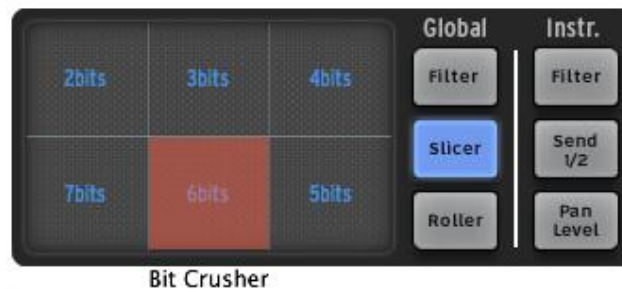 Global Instr.
2bits 3bits 4bits Filter Filter
Slicer Send 1/2
7bits 6bits 5bits Roller Pan Level
Bit Crusher